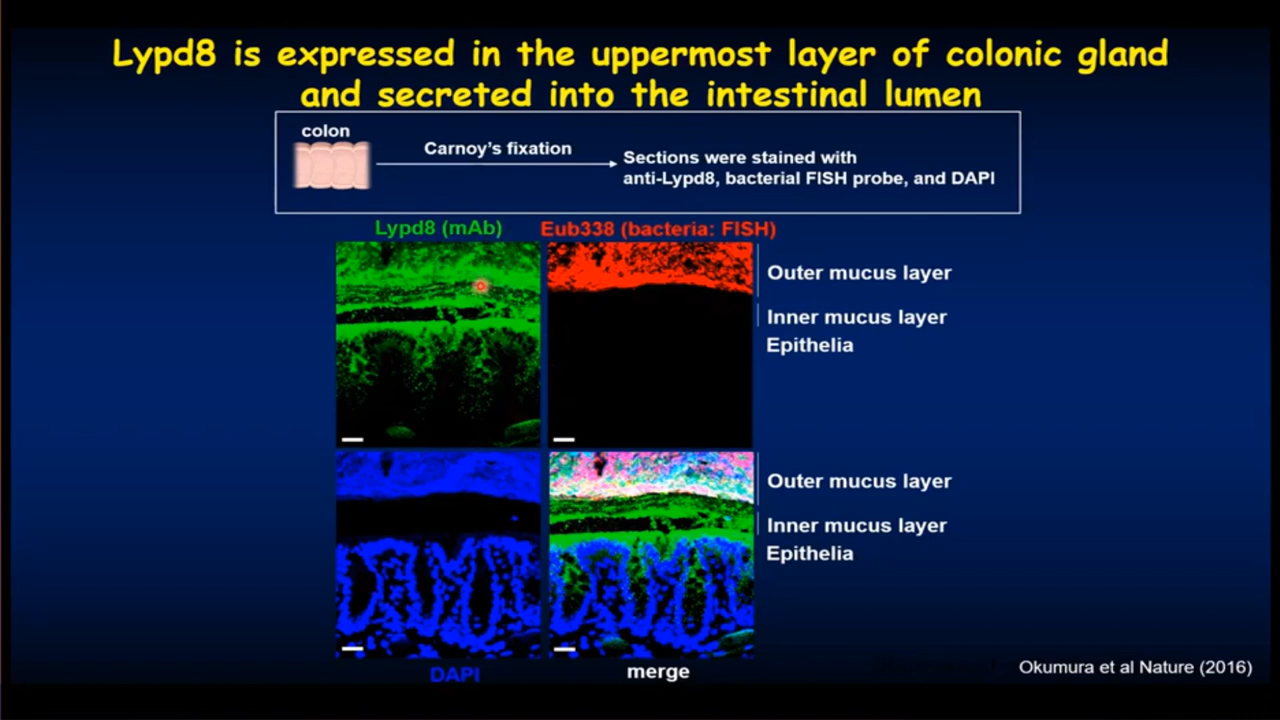 Lypd8 is expressed in the uppermost layer of colonic gland
and secreted into the intestinal lumen
colon
Carnoy's fixation
Sections were stained with
anti-Lypd8, bacterial FISH probe, and DAPI
Lypd8 (mAb)
Eub338 (bacteria: FISH)
Outer mucus layer
Inner mucus layer
Epithelia
Outer mucus layer
Inner mucus layer
Epithelia
DAPI
merge
Okumura et al Nature (2016)